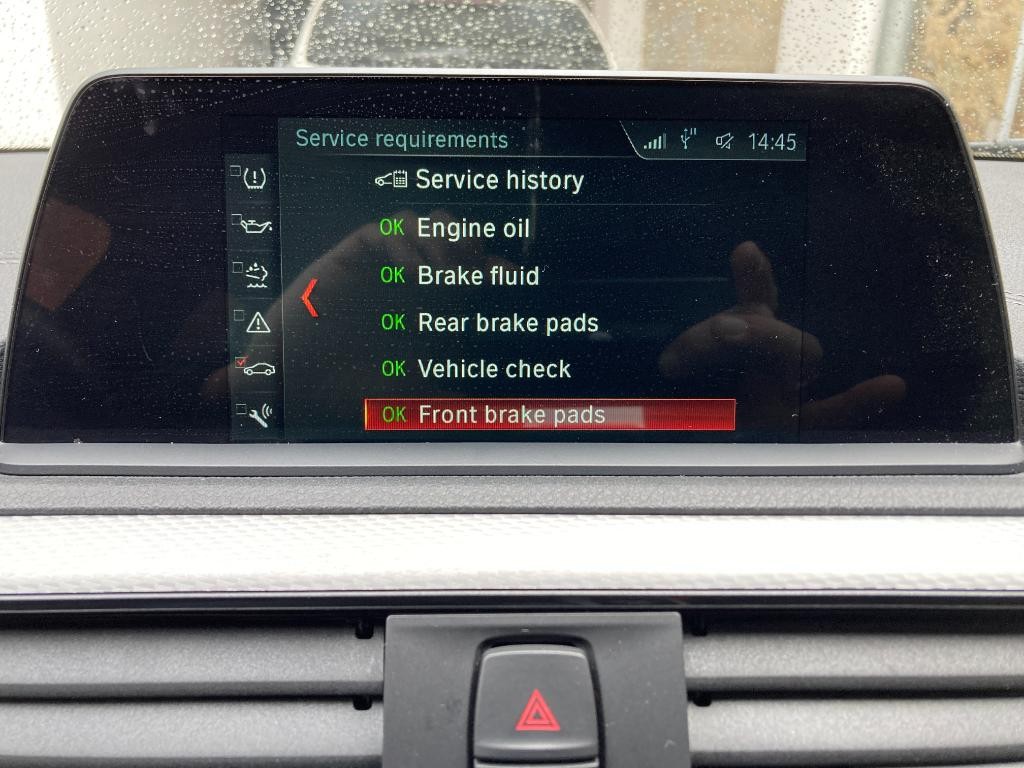 Service requirements 14:45
Service history
OK Engine oil
OK Brake fluid
OK Rear brake pads
OK Vehicle check
OK Front brake pads